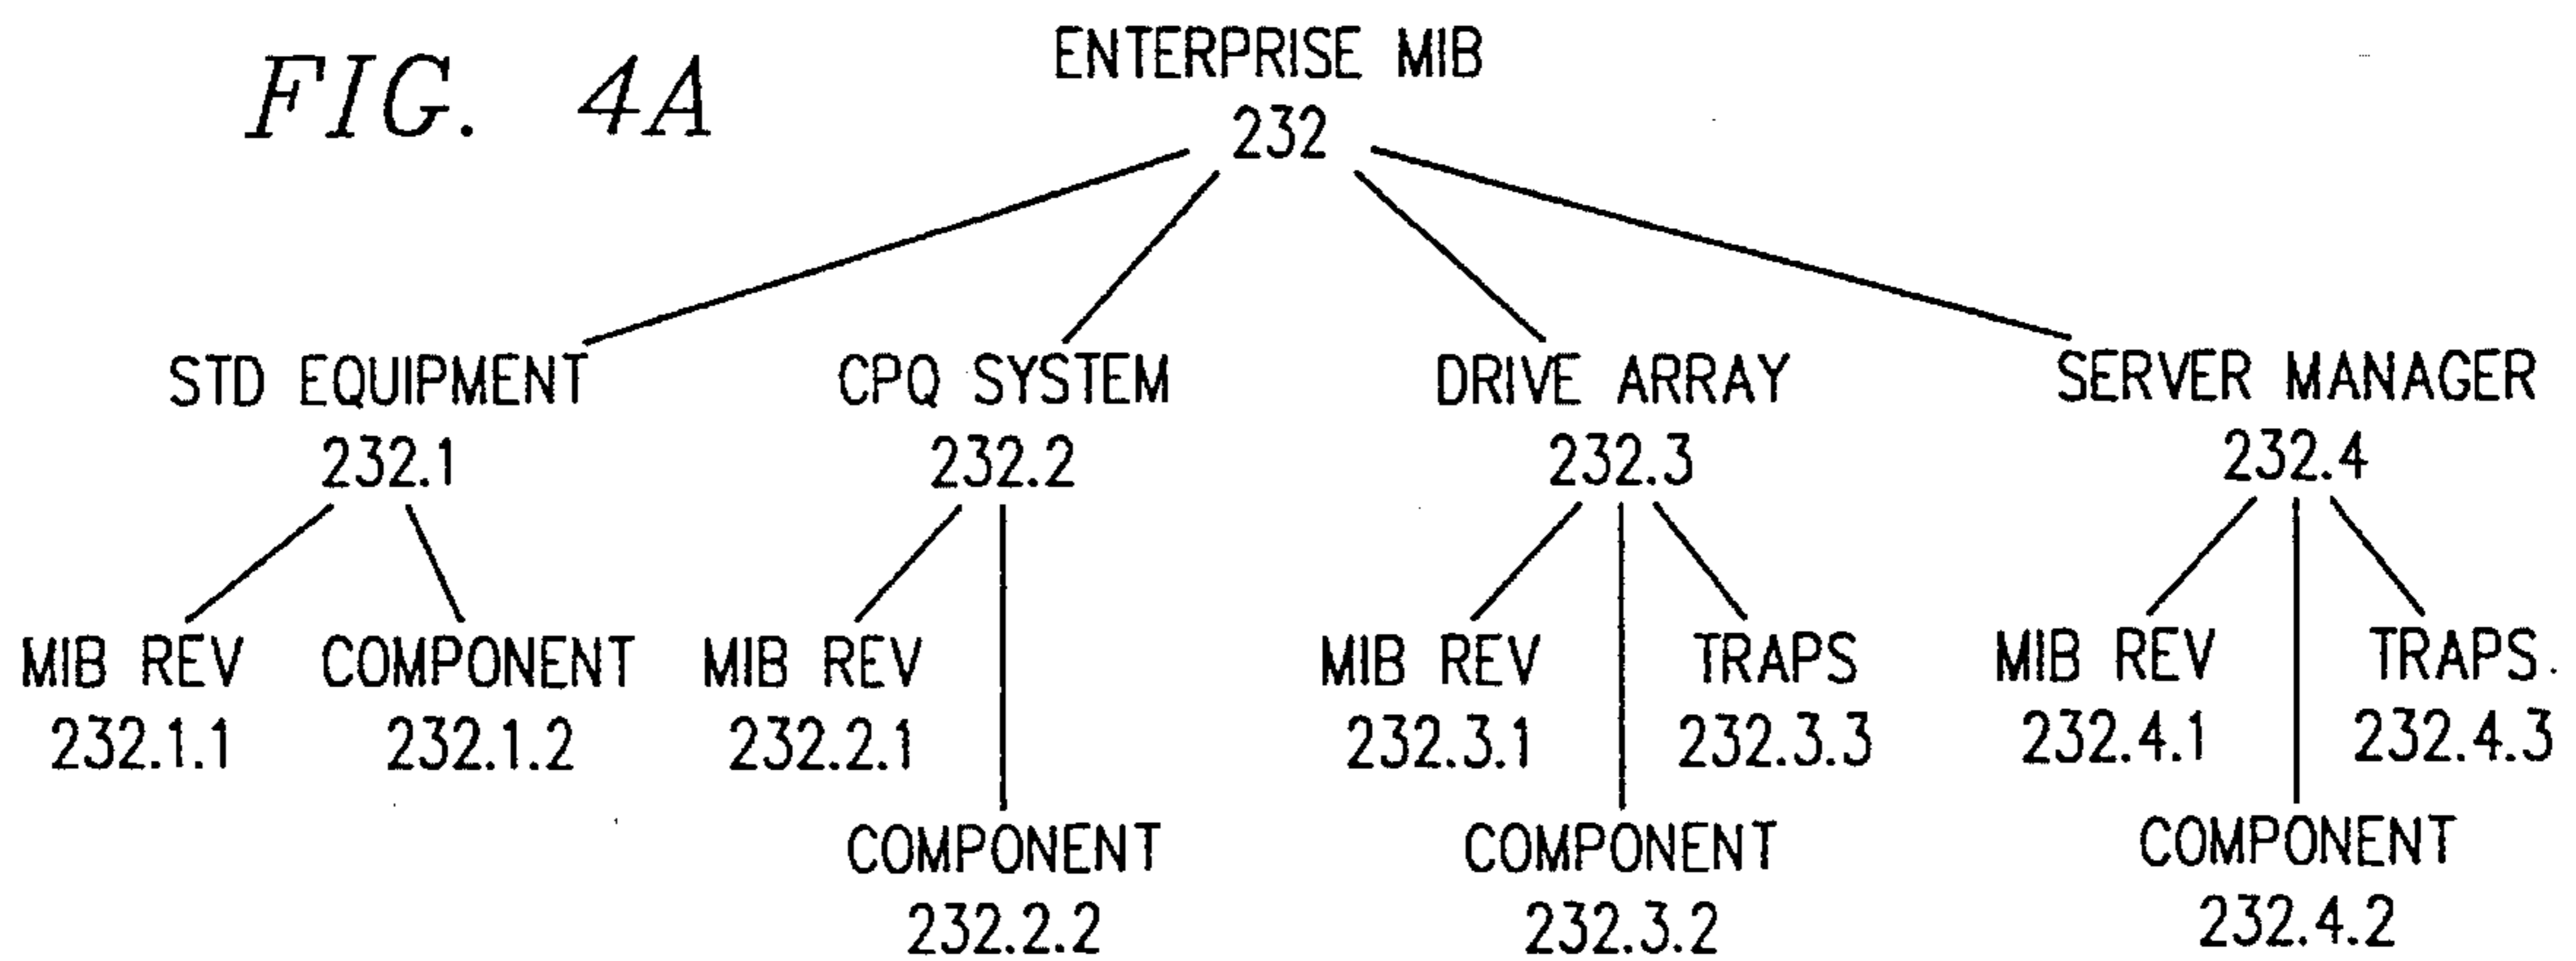 FIG. 4A
ENTERPRISE MIB
232
STD EQUIPMENT
232.1
CPQ SYSTEM
232.2
DRIVE ARRAY
232.3
SERVER MANAGER
232.4
MIB REV
232.1.1
COMPONENT
232.1.2
MIB REV
232.2.1
COMPONENT
232.2.2
MIB REV
232.3.1
TRAPS
232.3.3
COMPONENT
232.3.2
MIB REV
232.4.1
TRAPS
232.4.3
COMPONENT
232.4.2